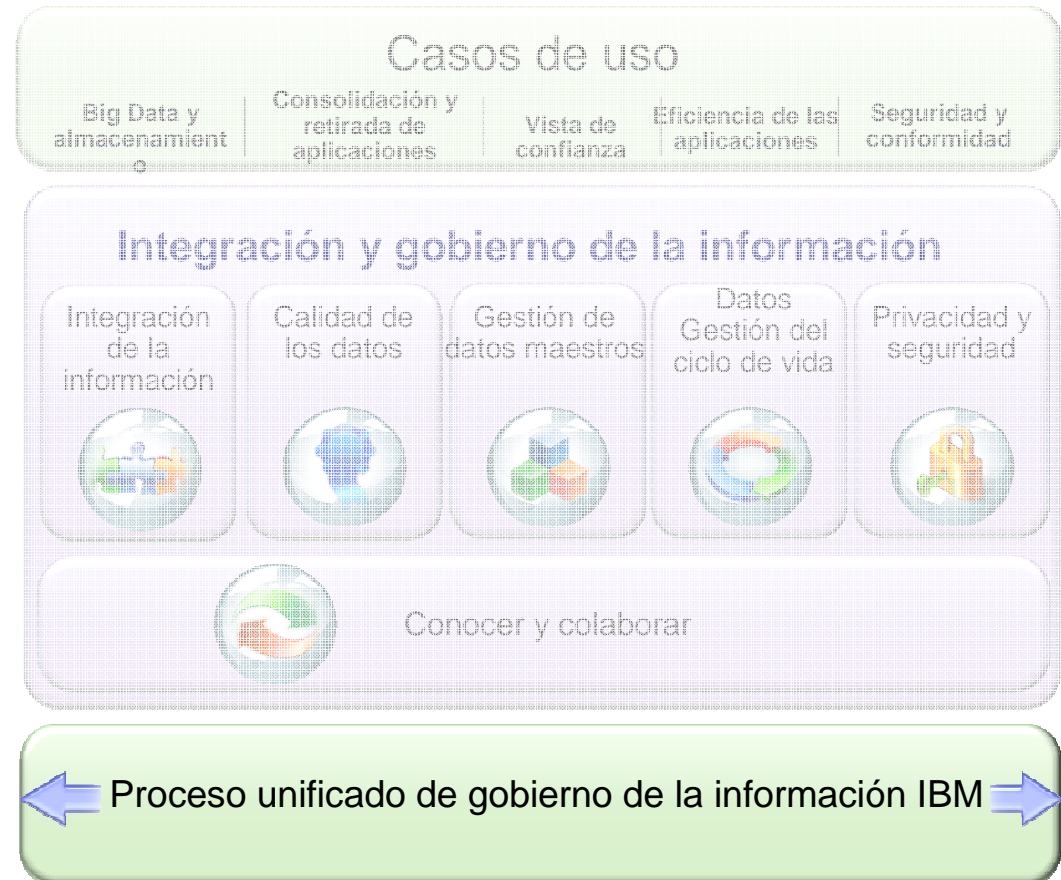 Casos de uso
Big Data y
almacenamient
o
Consolidación y
retirada de
aplicaciones
Vista de
confianza
Eficiencia de las
aplicaciones
Seguridad y
conformidad
Integración y gobierno de la información
Integración
de la
información
Calidad de
los datos
Gestión de
datos maestros
Datos
Gestión del
ciclo de vida
Privacidad y
seguridad
Conocer y colaborar
Proceso unificado de gobierno de la información IBM